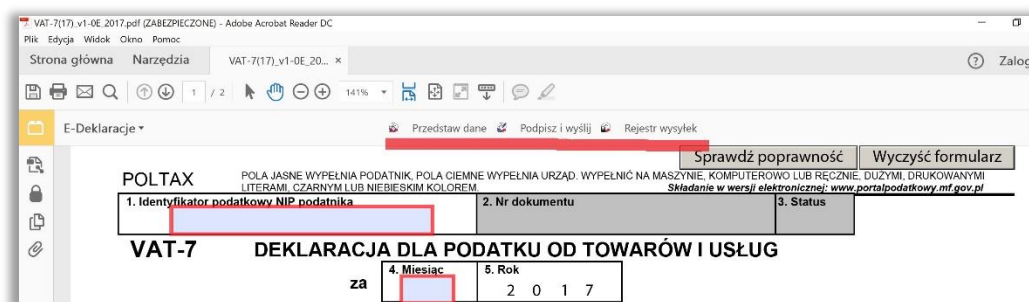 VAT-7(17)_v1-0E_2017.pdf (ZABEZPIECZONE) - Adobe Acrobat Reader DC
Plik Edycja Widok Okno Pomoc
Strona główna Narzędzia VAT-7(17)_v1-0E_20... × ? Zalog
1 / 2 141%
E-Deklaracje Przedstaw dane Podpisz i wyślij Rejestr wysyłek
Sprawdź poprawność Wyczyść formularz
POLTAX POLA JASNE WYPEŁNIA PODATNIK, POLA CIEMNE WYPEŁNIA URZĄD. WYPEŁNIĆ NA MASZYNIE, KOMPUTEROWO LUB RĘCZNIE, DUŻYMI, DRUKOWANYMI
LITERAMI, CZARNYM LUB NIEBIESKIM KOLOREM.
Składanie w wersji elektronicznej: www.portalpodatkowy.mf.gov.pl
1. Identyfikator podatkowy NIP podatnika 2. Nr dokumentu 3. Status
VAT-7 DEKLARACJA DLA PODATKU OD TOWARÓW I USŁUG
za 4. Miesiąc 5. Rok
2 0 1 7